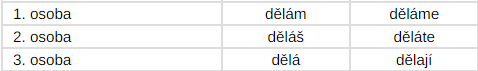 1. osoba dělám děláme
2. osoba děláš děláte
3. osoba dělá dělají